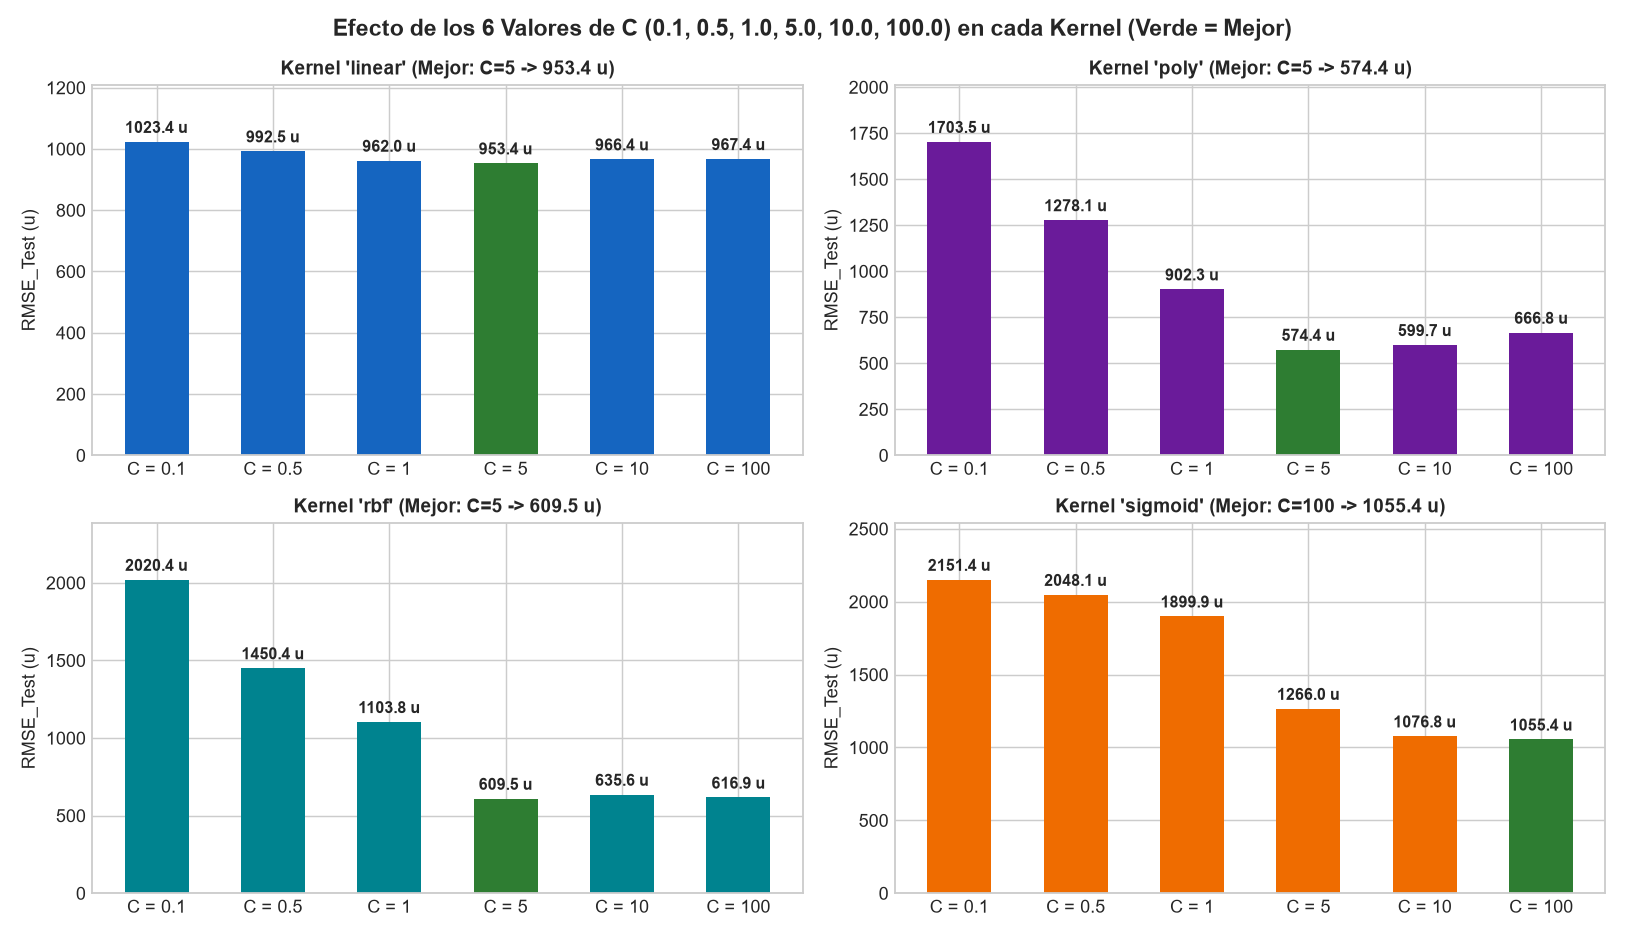 Efecto de los 6 Valores de C (0.1, 0.5, 1.0, 5.0, 10.0, 100.0) en cada Kernel (Verde = Mejor)
Kernel 'linear' (Mejor: C=5 -> 953.4 u)
RMSE_Test (u)
1200
1000
800
600
400
200
0
1023.4 u
992.5 u
962.0 u
953.4 u
966.4 u
967.4 u
C = 0.1
C = 0.5
C = 1
C = 5
C = 10
C = 100
Kernel 'poly' (Mejor: C=5 -> 574.4 u)
RMSE_Test (u)
2000
1750
1500
1250
1000
750
500
250
0
1703.5 u
1278.1 u
902.3 u
574.4 u
599.7 u
666.8 u
C = 0.1
C = 0.5
C = 1
C = 5
C = 10
C = 100
Kernel 'rbf' (Mejor: C=5 -> 609.5 u)
RMSE_Test (u)
2000
1500
1000
500
0
2020.4 u
1450.4 u
1103.8 u
609.5 u
635.6 u
616.9 u
C = 0.1
C = 0.5
C = 1
C = 5
C = 10
C = 100
Kernel 'sigmoid' (Mejor: C=100 -> 1055.4 u)
RMSE_Test (u)
2500
2000
1500
1000
500
0
2151.4 u
2048.1 u
1899.9 u
1266.0 u
1076.8 u
1055.4 u
C = 0.1
C = 0.5
C = 1
C = 5
C = 10
C = 100